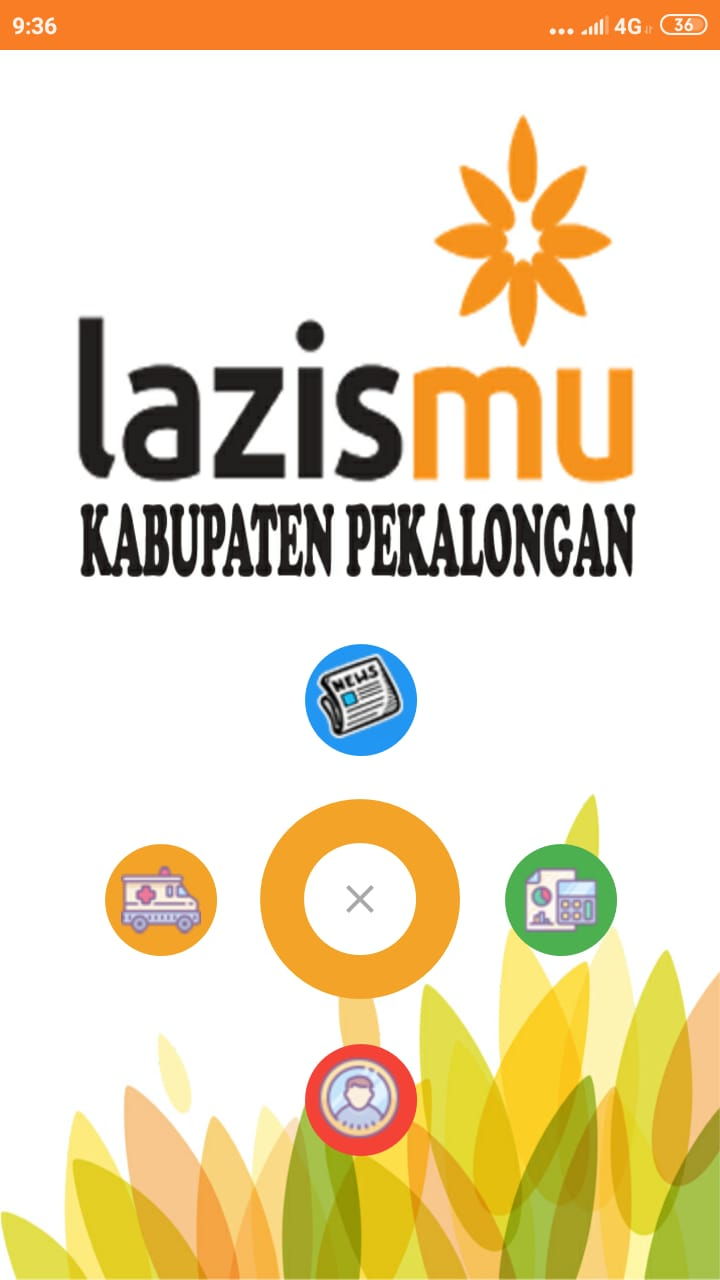 9:36
4G
36
lazismu
KABUPATEN PEKALONGAN
NEWS